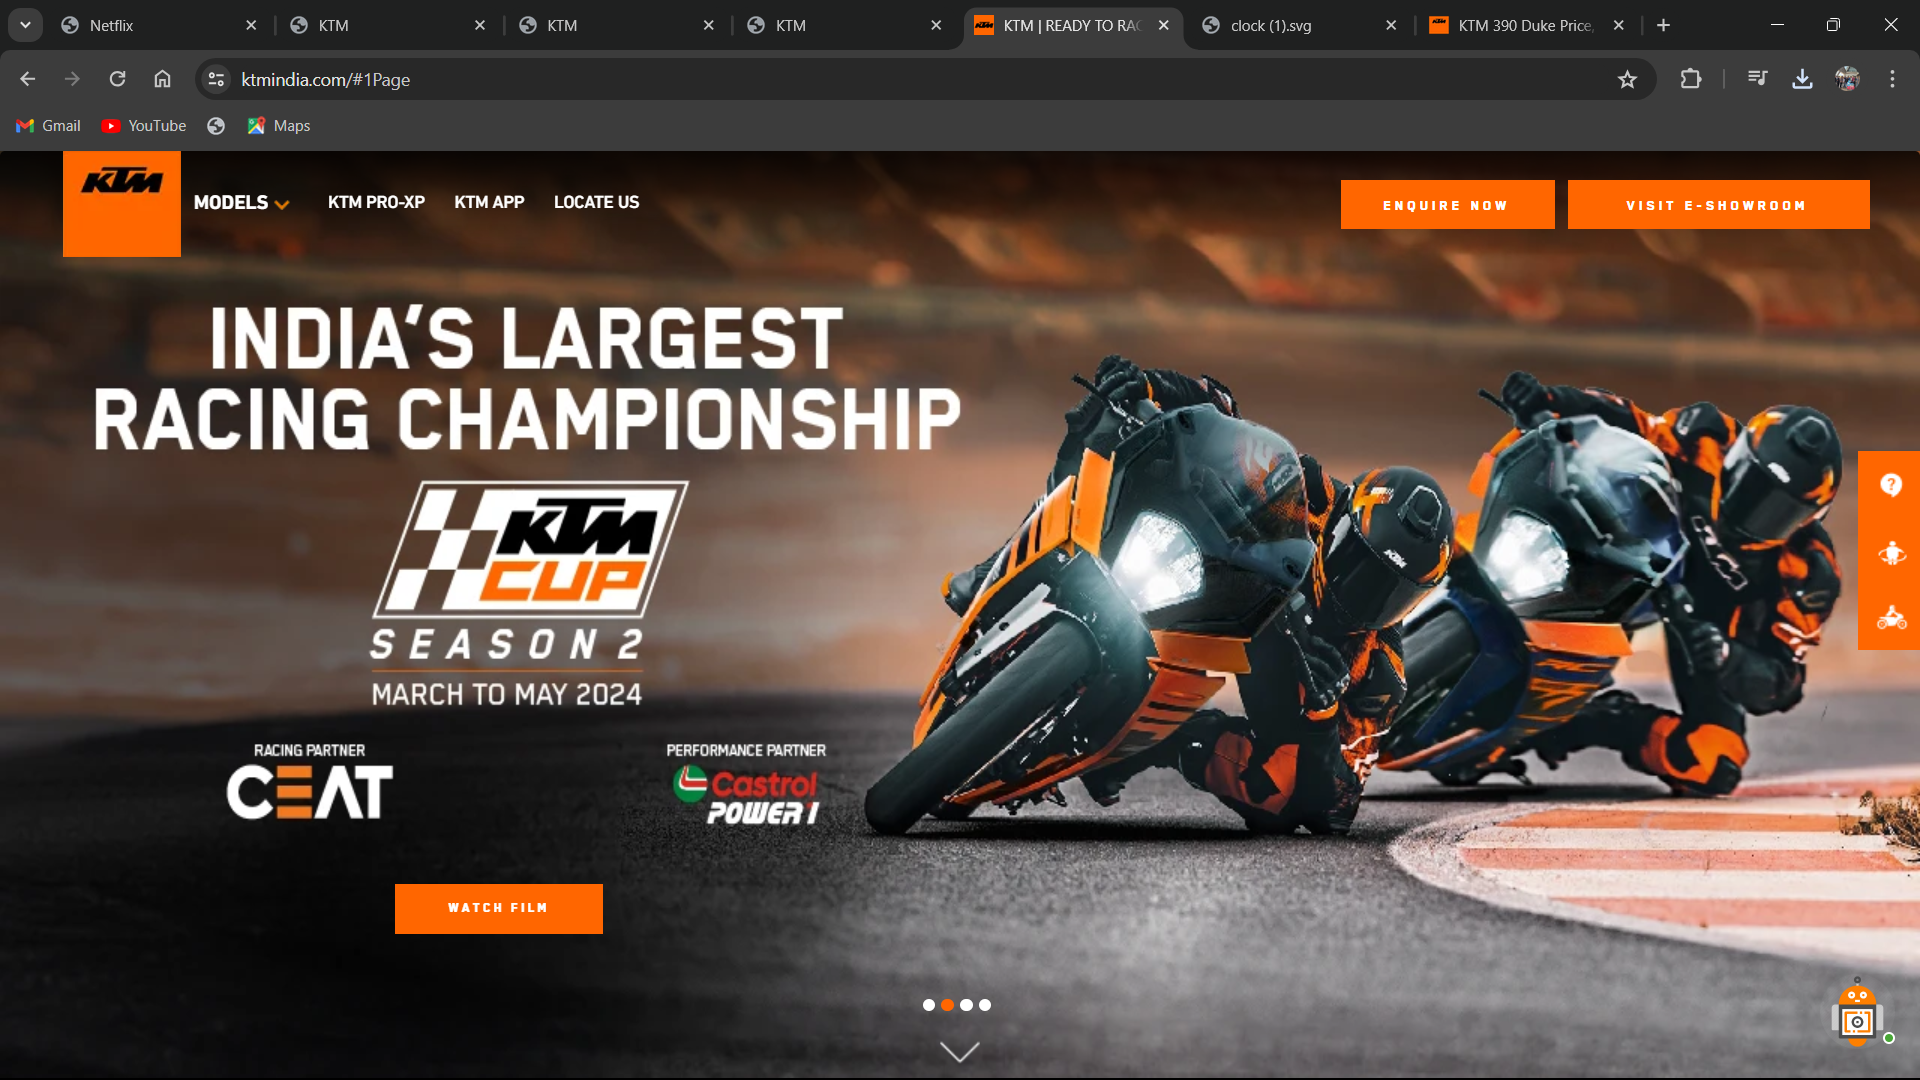 Netflix
KTM
KTM
KTM
KTM | READY TO RAC
clock (1).svg
KTM 390 Duke Price,
ktmindia.com/#1Page
Gmail
YouTube
Maps
KTM
MODELS
KTM PRO-XP
KTM APP
LOCATE US
ENQUIRE NOW
VISIT E-SHOWROOM
INDIA'S LARGEST
RACING CHAMPIONSHIP
KTM
CUP
SEASON 2
MARCH TO MAY 2024
RACING PARTNER
CEAT
PERFORMANCE PARTNER
Castrol
POWER1
WATCH FILM